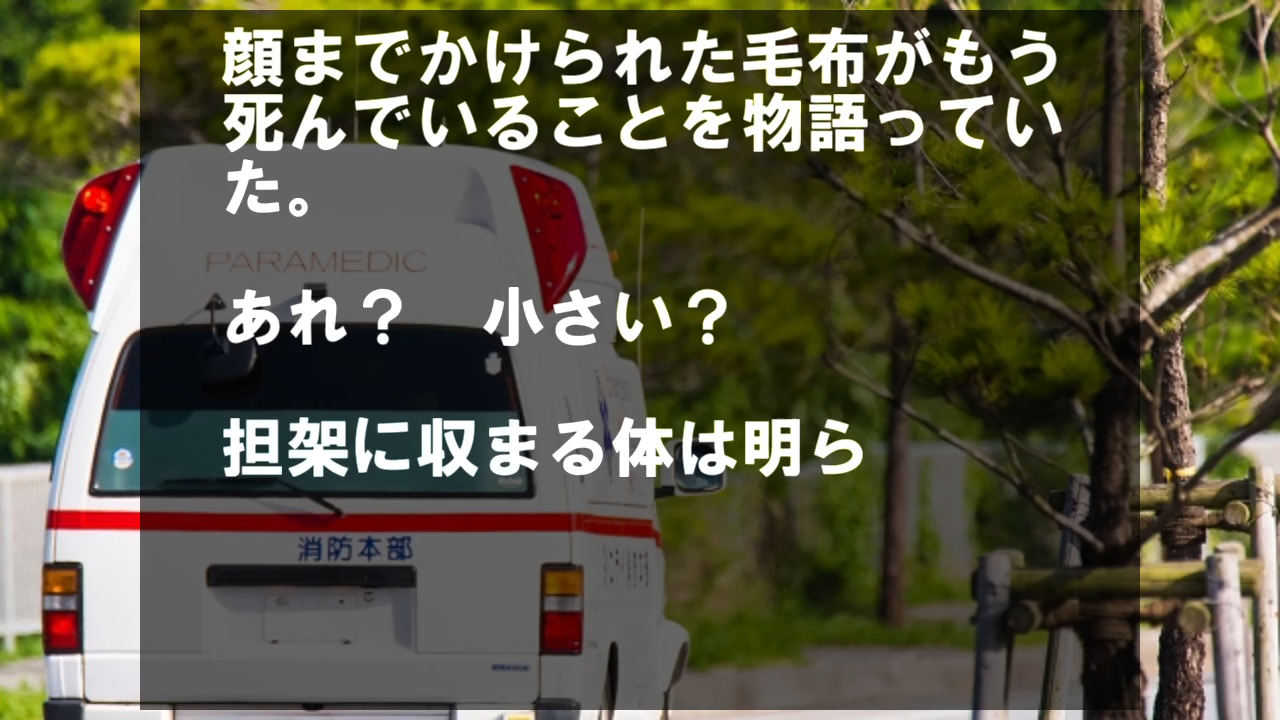 顔までかけられた毛布がもう
死んでいることを物語ってい
た。
あれ？　小さい？
担架に収まる体は明ら
PARAMEDIC
消防本部